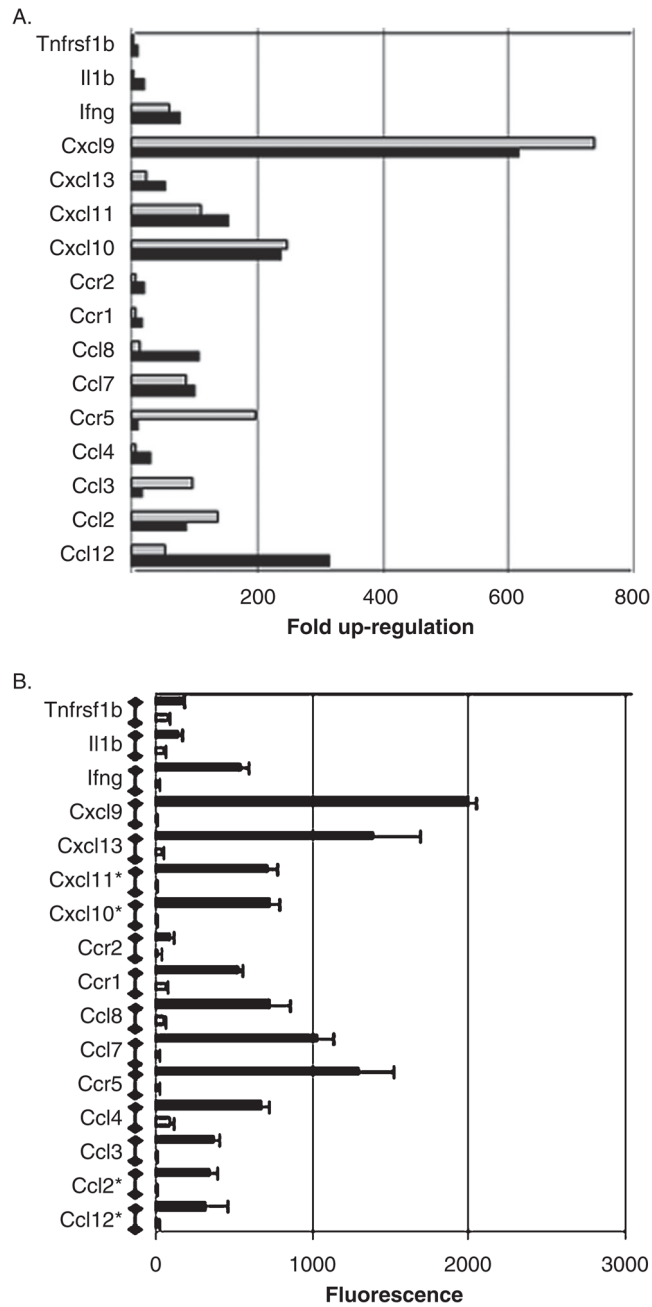 A.
Tnfrsf1b
Il1b
Ifng
Cxcl9
Cxcl13
Cxcl11
Cxcl10
Ccr2
Ccr1
Ccl8
Ccl7
Ccr5
Ccl4
Ccl3
Ccl2
Ccl12
200 400 600 800
Fold up-regulation
B.
Tnfrsf1b
Il1b
Ifng
Cxcl9
Cxcl13
Cxcl11*
Cxcl10*
Ccr2
Ccr1
Ccl8
Ccl7
Ccr5
Ccl4
Ccl3
Ccl2*
Ccl12*
0 1000 2000 3000
Fluorescence